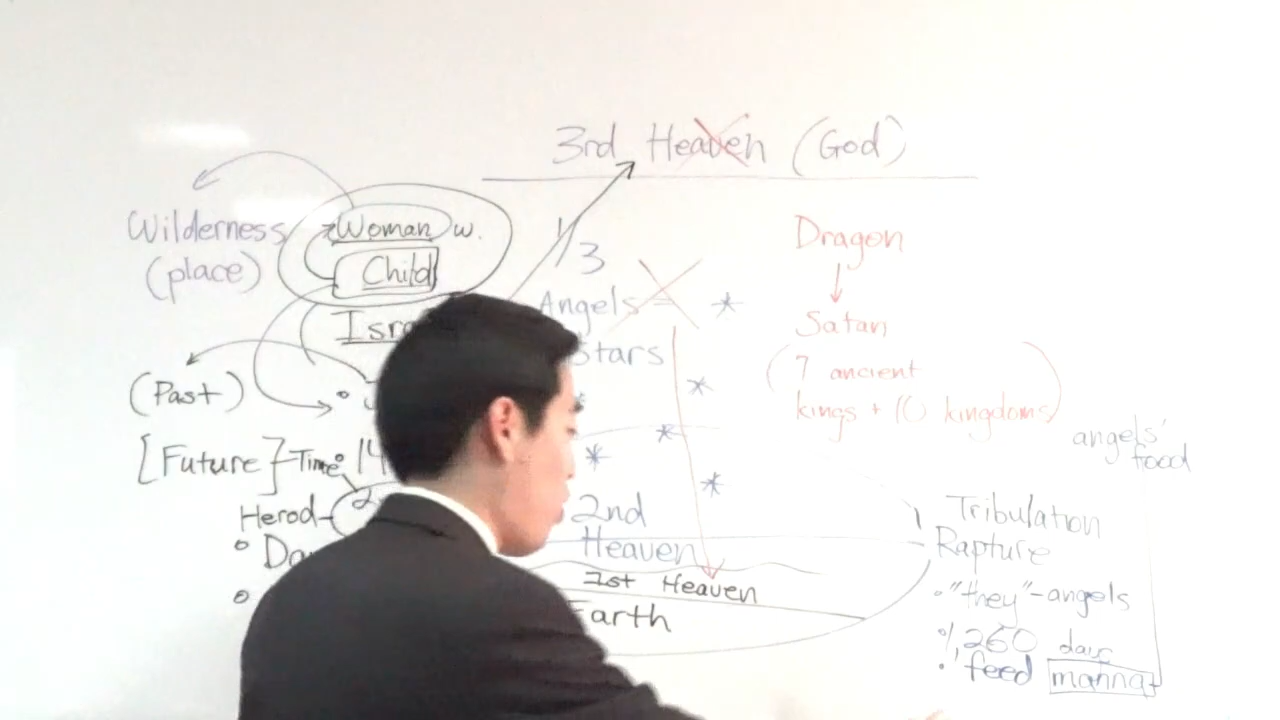 3rd Heaven (God)
Wilderness
(place)
Woman w.
Child
1/3
Angels =
Stars
Dragon
Satan
(7 ancient
kings + 10 kingdoms)
(Past)
[Future] Time:
Herod
2nd
Heaven
1st Heaven
Earth
angels'
food
Tribulation
Rapture
• "they" - angels
• 1,260 days
• feed manna